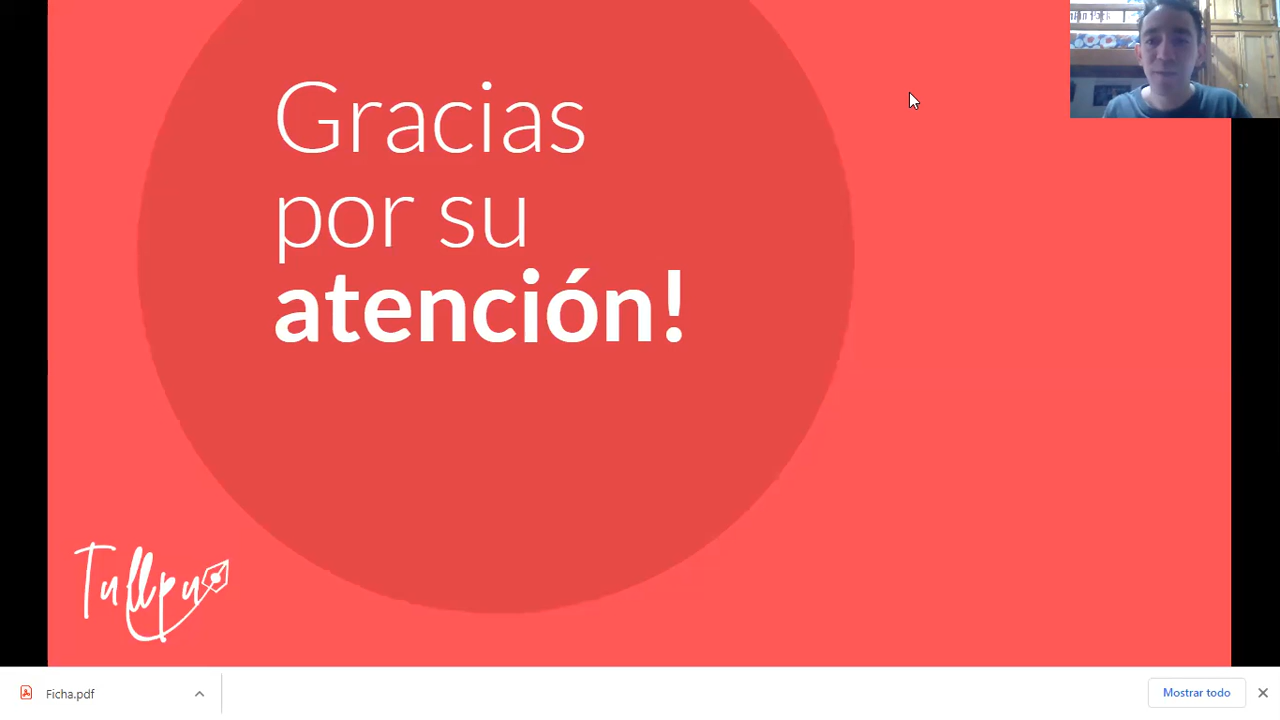 Gracias
por su
atención!
Tullpu
Ficha.pdf
Mostrar todo